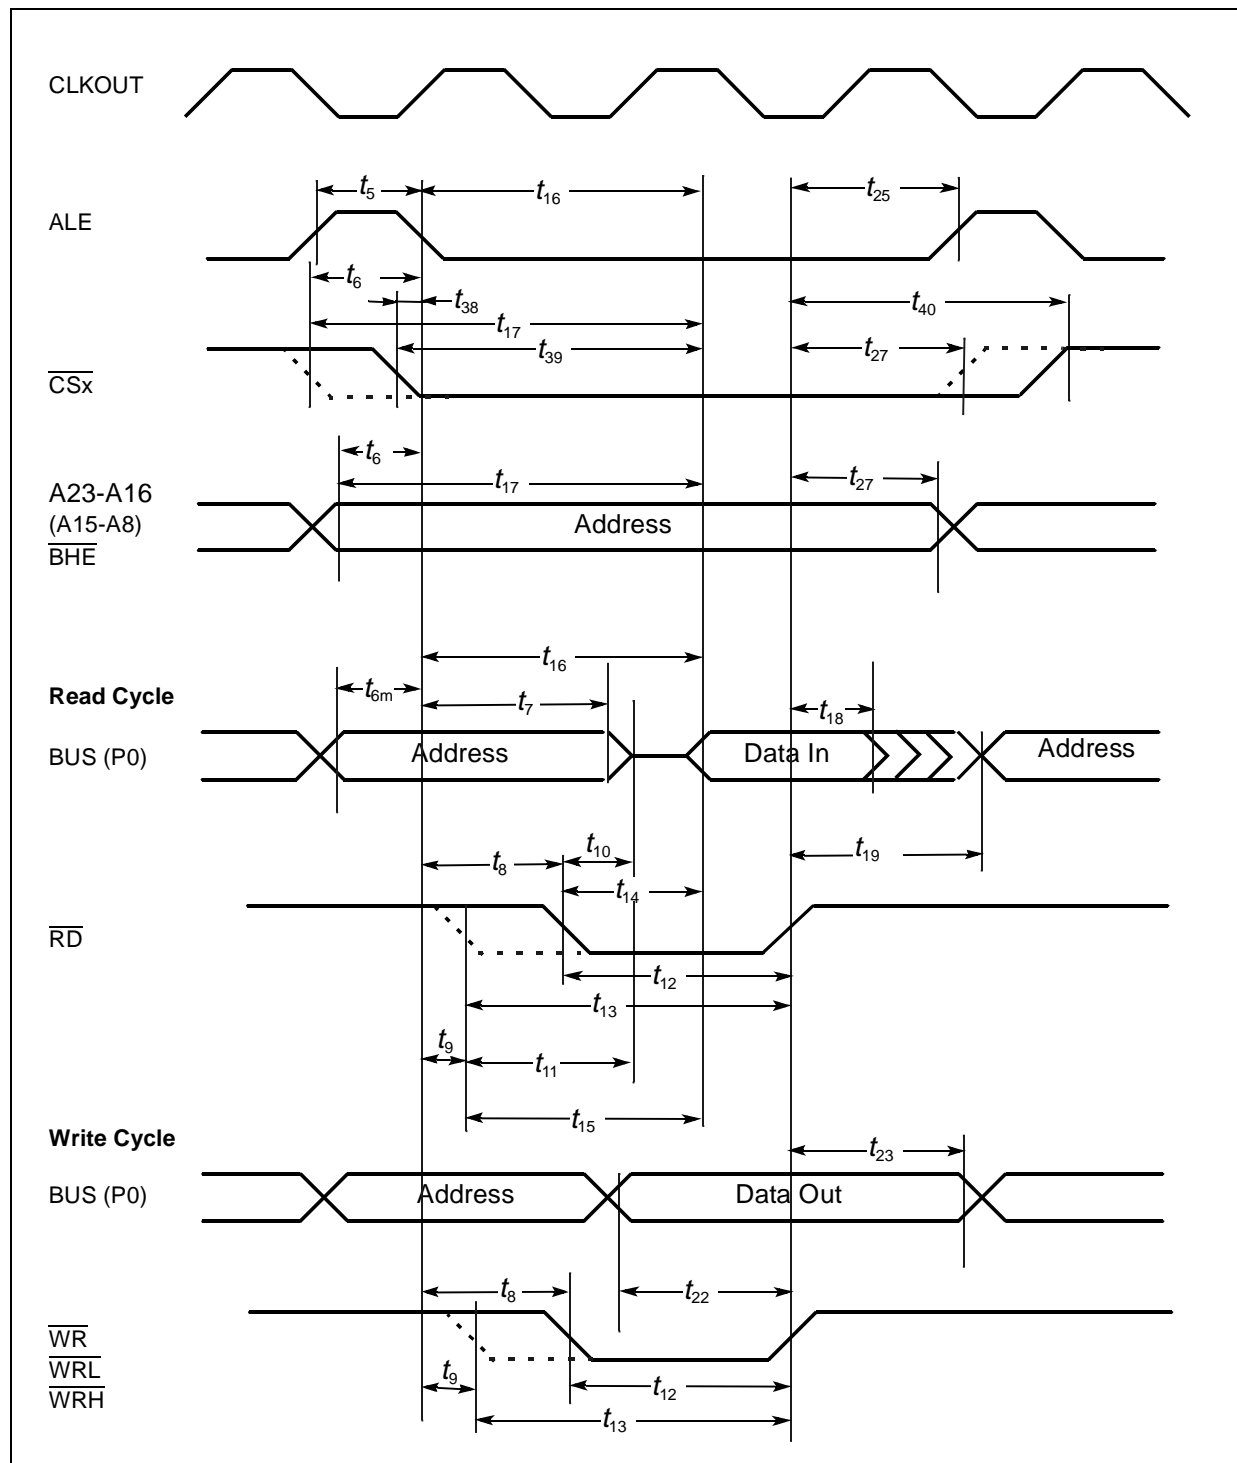 CLKOUT
t5 t16 t25
ALE
t6
t38 t40
t17
t39 t27
CSx
t6
t17 t27
A23-A16
(A15-A8) Address
BHE
t16
Read Cycle t6m t7 t18
BUS (P0) Address Data In Address
t8 t10 t19
t14
RD
t12
t13
t9 t11
t15
Write Cycle
t23
BUS (P0) Address Data Out
t8 t22
WR
WRL
t9 t12
WRH
t13